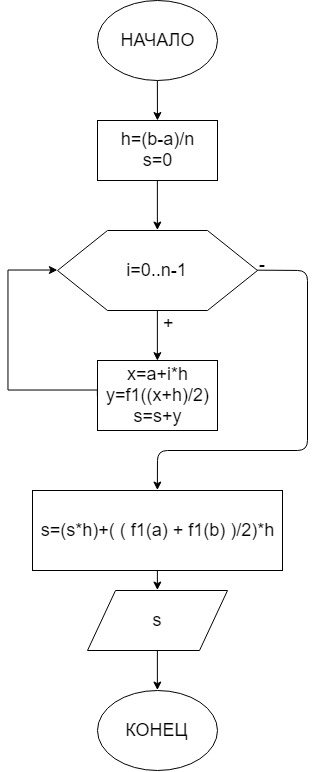 НАЧАЛО
h=(b-a)/n
s=0
i=0..n-1
-
+
x=a+i*h
y=f1((x+h)/2)
s=s+y
s=(s*h)+( ( f1(a) + f1(b) )/2)*h
s
КОНЕЦ